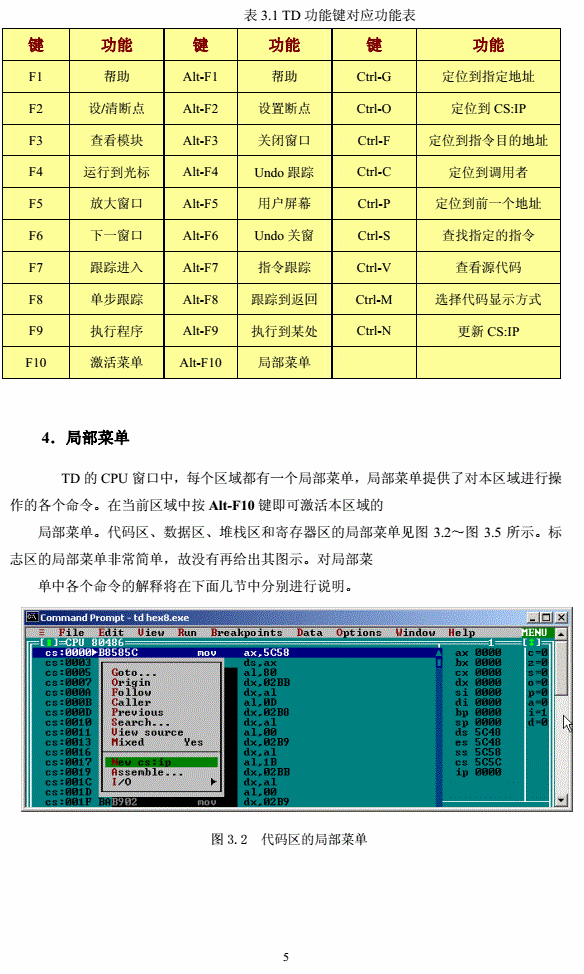 表 3.1 TD 功能键对应功能表
键 功能 键 功能 键 功能
F1 帮助 Alt-F1 帮助 Ctrl-G 定位到指定地址
F2 设/清断点 Alt-F2 设置断点 Ctrl-O 定位到 CS:IP
F3 查看模块 Alt-F3 关闭窗口 Ctrl-F 定位到指令目的地址
F4 运行到光标 Alt-F4 Undo 跟踪 Ctrl-C 定位到调用者
F5 放大窗口 Alt-F5 用户屏幕 Ctrl-P 定位到前一个地址
F6 下一窗口 Alt-F6 Undo 关窗 Ctrl-S 查找指定的指令
F7 跟踪进入 Alt-F7 指令跟踪 Ctrl-V 查看源代码
F8 单步跟踪 Alt-F8 跟踪到返回 Ctrl-M 选择代码显示方式
F9 执行程序 Alt-F9 执行到某处 Ctrl-N 更新 CS:IP
F10 激活菜单 Alt-F10 局部菜单
4．局部菜单
TD 的 CPU 窗口中，每个区域都有一个局部菜单，局部菜单提供了对本区域进行操
作的各个命令。在当前区域中按 Alt-F10 键即可激活本区域的
局部菜单。代码区、数据区、堆栈区和寄存器区的局部菜单见图 3.2～图 3.5 所示。标
志区的局部菜单非常简单，故没有再给出其图示。对局部菜
单中各个命令的解释将在下面几节中分别进行说明。
Command Prompt - td hex8.exe
≡ File Edit View Run Breakpoints Data Options Window Help MENU
[■]=CPU 80486 1 [↕]
cs:0000►B8585C mov ax,5C58 ax 0000 c=0
cs:0003 ds,ax bx 0000 z=0
cs:0005 Goto... al,80 cx 0000 s=0
cs:0007 Origin dx,02BB dx 0000 o=0
cs:000A Follow dx,al si 0000 p=0
cs:000B Caller al,0D di 0000 a=0
cs:000D Previous dx,02B8 bp 0000 i=1
cs:0010 Search... dx,al sp 0000 d=0
cs:0011 View source al,00 ds 5C48
cs:0013 Mixed Yes dx,02B9 es 5C48
cs:0016 dx,al ss 5C58
cs:0017 New cs:ip al,1B cs 5C5C
cs:0019 Assemble... dx,02BB ip 0000
cs:001C I/O dx,al
cs:001D al,00
cs:001F BAB902 mov dx,02B9
图 3.2 代码区的局部菜单
5